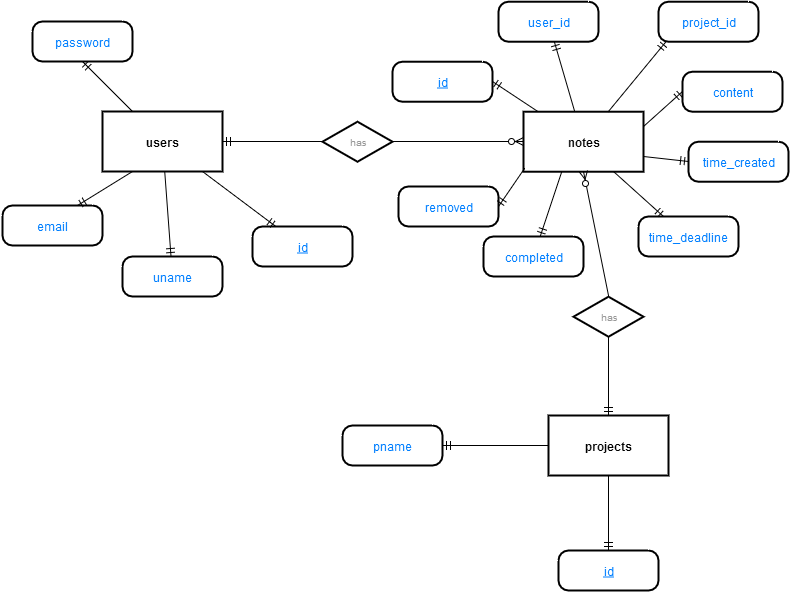 user_id
project_id
password
id
content
users
has
notes
time_created
removed
email
time_deadline
id
completed
uname
has
pname
projects
id